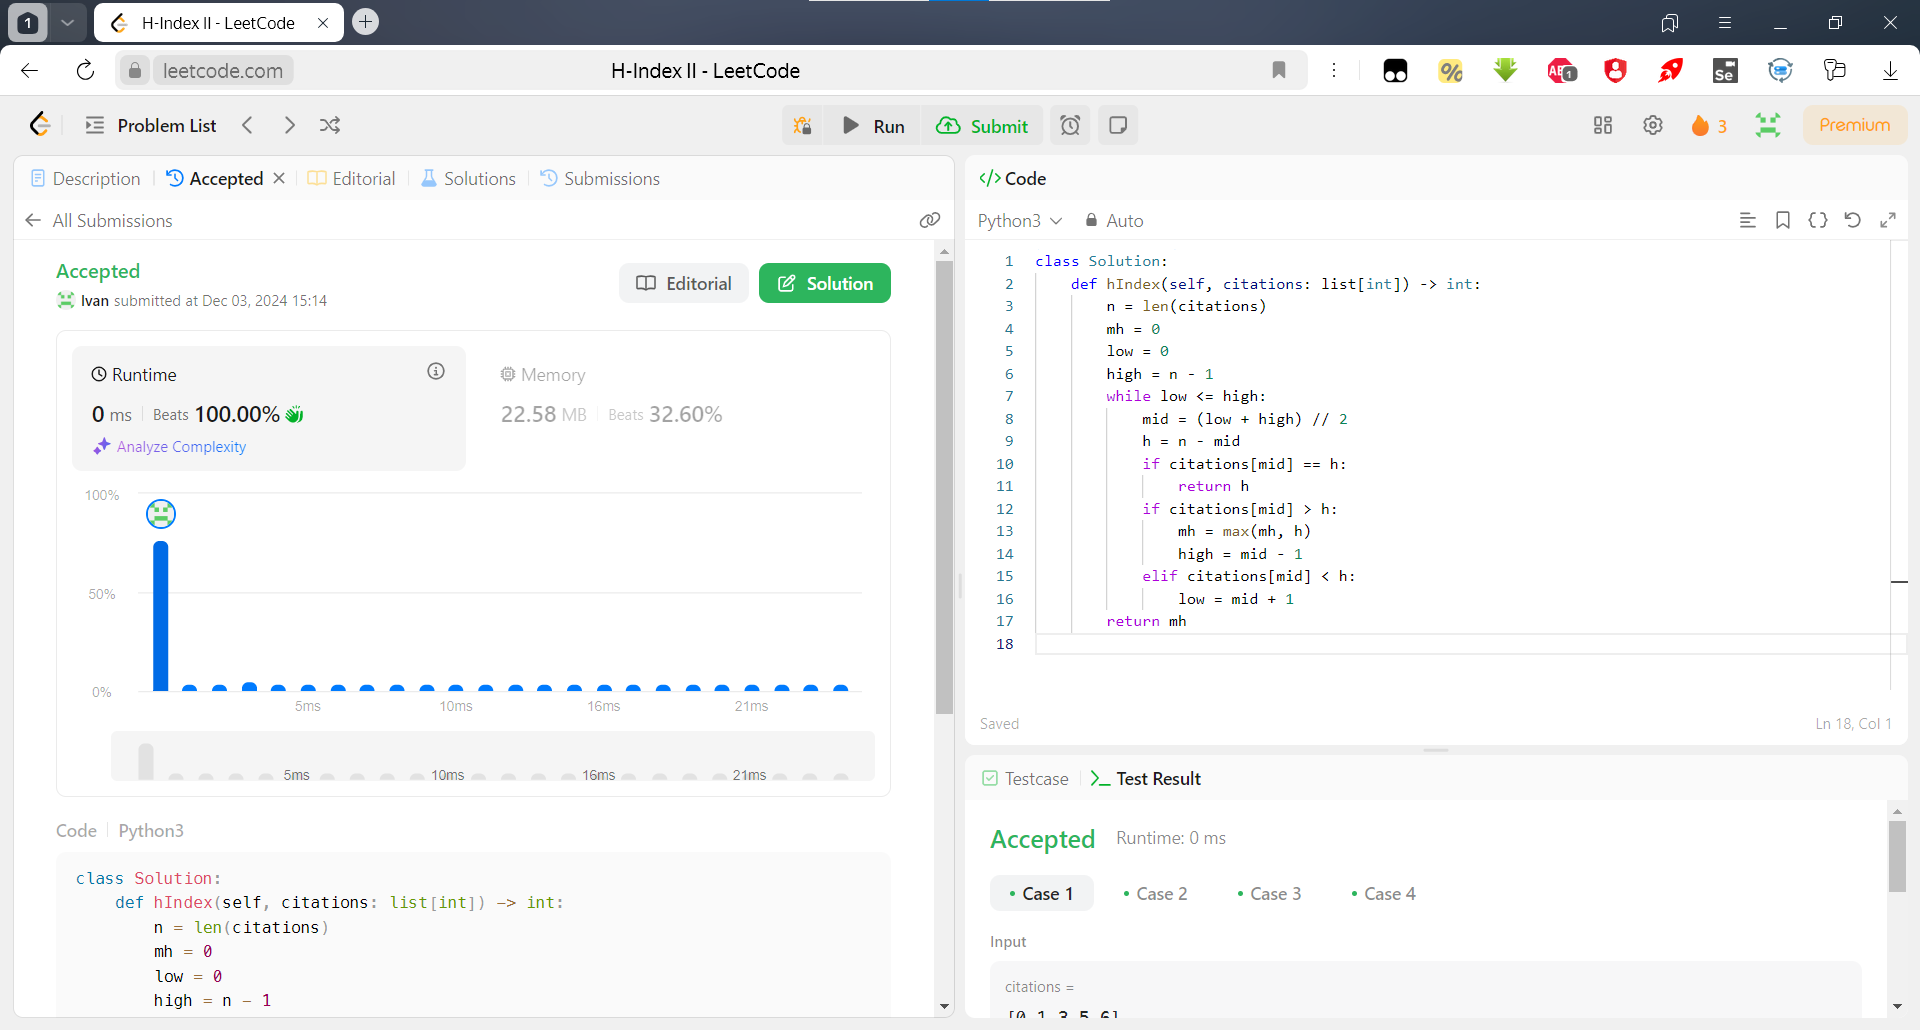 1
H-Index II - LeetCode
leetcode.com
H-Index II - LeetCode
%
ABP
1
Se
Problem List
Run
Submit
3
Premium
Description
Accepted
Editorial
Solutions
Submissions
All Submissions
Accepted
Ivan submitted at Dec 03, 2024 15:14
Editorial
Solution
Runtime
0 ms
Beats 100.00%
Analyze Complexity
Memory
22.58 MB
Beats 32.60%
100%
50%
0%
5ms 10ms 16ms 21ms
5ms 10ms 16ms 21ms
Code
Python3
class Solution:
def hIndex(self, citations: list[int]) -> int:
n = len(citations)
mh = 0
low = 0
high = n - 1
</> Code
Python3
Auto
1 class Solution:
2 def hIndex(self, citations: list[int]) -> int:
3 n = len(citations)
4 mh = 0
5 low = 0
6 high = n - 1
7 while low <= high:
8 mid = (low + high) // 2
9 h = n - mid
10 if citations[mid] == h:
11 return h
12 if citations[mid] > h:
13 mh = max(mh, h)
14 high = mid - 1
15 elif citations[mid] < h:
16 low = mid + 1
17 return mh
18
Saved
Ln 18, Col 1
Testcase
Test Result
Accepted
Runtime: 0 ms
Case 1
Case 2
Case 3
Case 4
Input
citations =
[0,1,3,5,6]